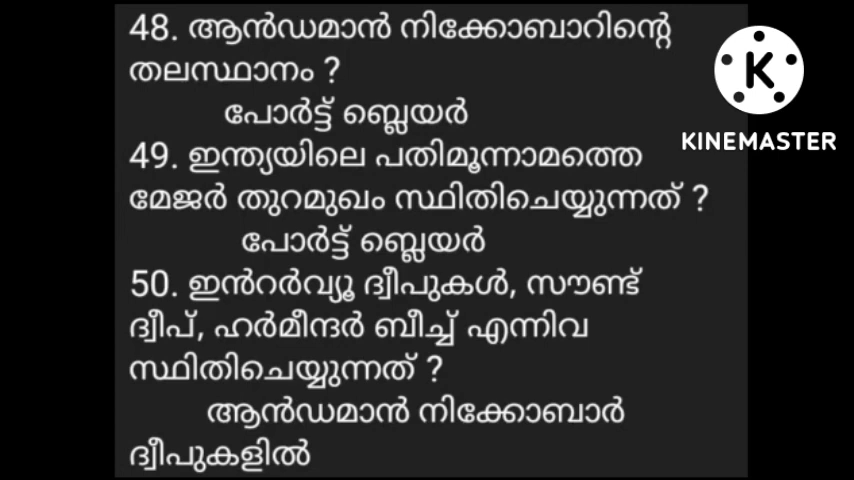 48. ആൻഡമാൻ നിക്കോബാറിന്റെ
തലസ്ഥാനം ?
പോർട്ട് ബ്ലെയർ
49. ഇന്ത്യയിലെ പതിമൂന്നാമത്തെ
മേജർ തുറമുഖം സ്ഥിതിചെയ്യുന്നത് ?
പോർട്ട് ബ്ലെയർ
50. ഇൻറർവ്യൂ ദ്വീപുകൾ, സൗണ്ട്
ദ്വീപ്, ഹർമീന്ദർ ബീച്ച് എന്നിവ
സ്ഥിതിചെയ്യുന്നത് ?
ആൻഡമാൻ നിക്കോബാർ
ദ്വീപുകളിൽ
K
KINEMASTER